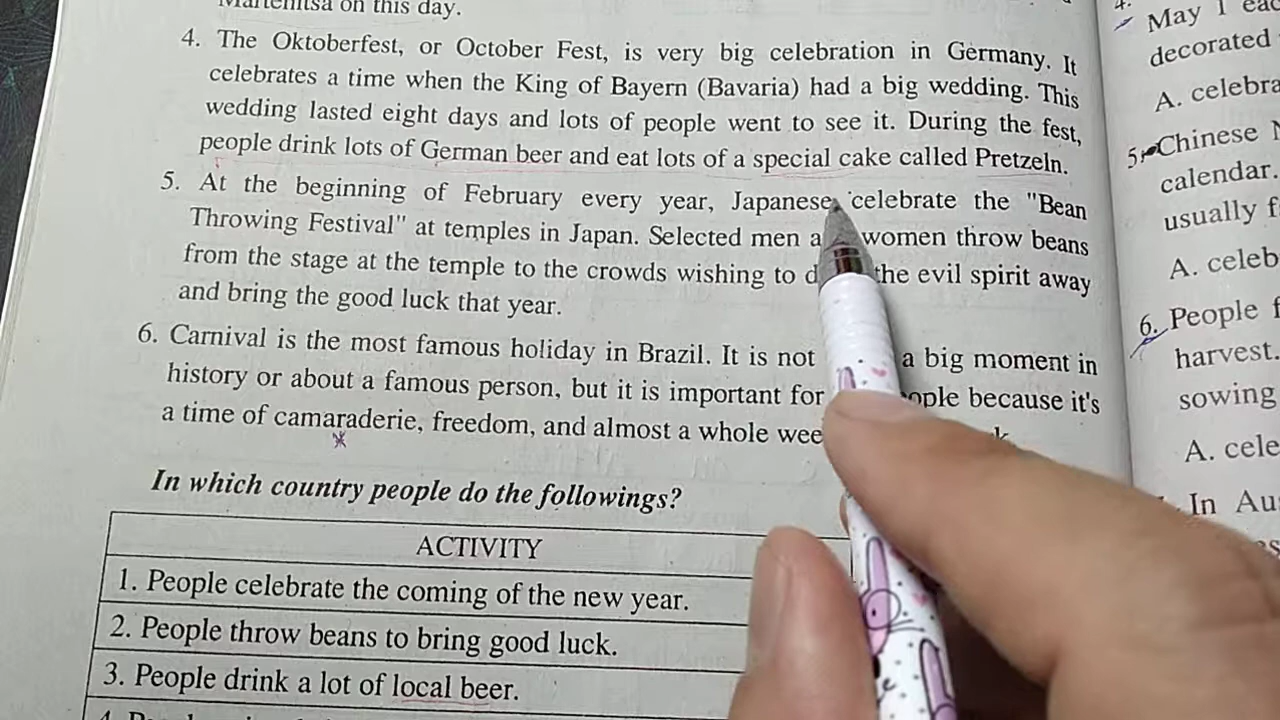 Martenitsa on this day.
4. The Oktoberfest, or October Fest, is very big celebration in Germany. It
celebrates a time when the King of Bayern (Bavaria) had a big wedding. This
wedding lasted eight days and lots of people went to see it. During the fest,
people drink lots of German beer and eat lots of a special cake called Pretzeln.
5. At the beginning of February every year, Japanese celebrate the "Bean
Throwing Festival" at temples in Japan. Selected men women throw beans
from the stage at the temple to the crowds wishing to the evil spirit away
and bring the good luck that year.
6. Carnival is the most famous holiday in Brazil. It is not a big moment in
history or about a famous person, but it is important for because it's
a time of camaraderie, freedom, and almost a whole
In which country people do the followings?
ACTIVITY
1. People celebrate the coming of the new year.
2. People throw beans to bring good luck.
3. People drink a lot of local beer.
4.
May I
decorated
A.
5. Chinese
calendar.
usually
A.
6. People
harvest.
sowing
A.
In